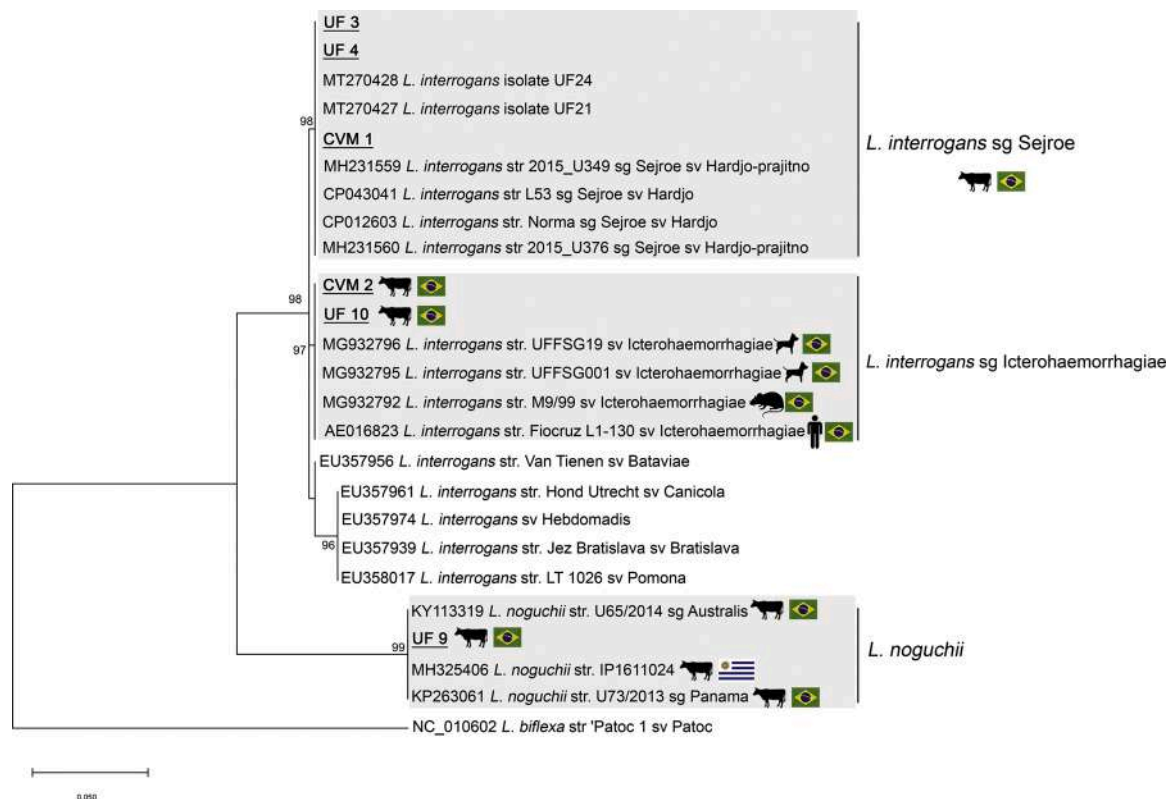 UF 3
UF 4
MT270428 L. interrogans isolate UF24
MT270427 L. interrogans isolate UF21
98
CVM 1
L. interrogans sg Sejroe
MH231559 L. interrogans str 2015_U349 sg Sejroe sv Hardjo-prajitno
CP043041 L. interrogans str L53 sg Sejroe sv Hardjo
CP012603 L. interrogans str. Norma sg Sejroe sv Hardjo
MH231560 L. interrogans str 2015_U376 sg Sejroe sv Hardjo-prajitno
CVM 2
98
UF 10
MG932796 L. interrogans str. UFFSG19 sv Icterohaemorrhagiae
97
L. interrogans sg Icterohaemorrhagiae
MG932795 L. interrogans str. UFFSG001 sv Icterohaemorrhagiae
MG932792 L. interrogans str. M9/99 sv Icterohaemorrhagiae
AE016823 L. interrogans str. Fiocruz L1-130 sv Icterohaemorrhagiae
EU357956 L. interrogans str. Van Tienen sv Bataviae
EU357961 L. interrogans str. Hond Utrecht sv Canicola
EU357974 L. interrogans sv Hebdomadis
96
EU357939 L. interrogans str. Jez Bratislava sv Bratislava
EU358017 L. interrogans str. LT 1026 sv Pomona
KY113319 L. noguchii str. U65/2014 sg Australis
UF 9
99
L. noguchii
MH325406 L. noguchii str. IP1611024
KP263061 L. noguchii str. U73/2013 sg Panama
NC_010602 L. biflexa str 'Patoc 1 sv Patoc
0.050